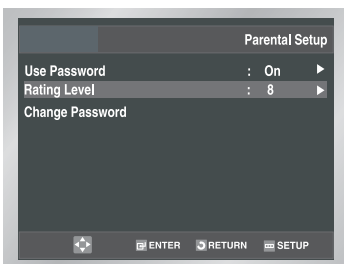 Parental Setup
Use Password : On ►
Rating Level : 8 ►
Change Password
ENTER RETURN SETUP